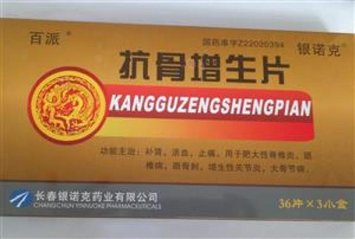 百派
国药准字Z22020394
银诺克
抗骨增生片
KANGGUZENGSHENGPIAN
功能主治：补肾，活血，止痛，用于肥大性脊椎炎，颈
椎病，跟骨刺，增生性关节炎，大骨节病。
长春银诺克药业有限公司
CHANGCHUN YINNUOKE PHARMACEUTICAL CO.,LTD
36片×3小盒